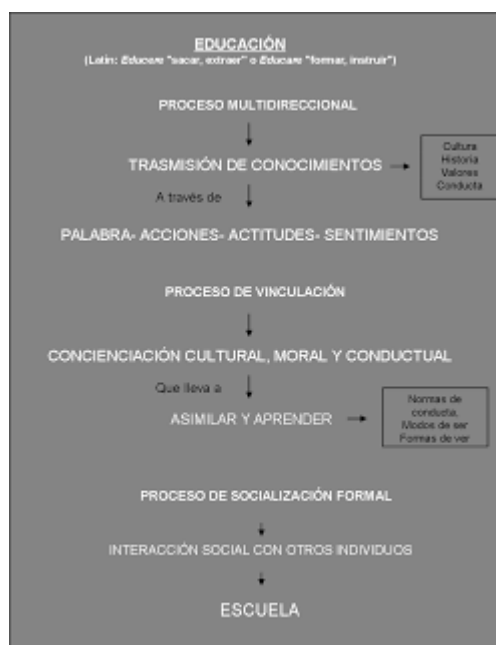 EDUCACIÓN
(Latín: Educere "sacar, extraer" o Educare "formar, instruir")
PROCESO MULTIDIRECCIONAL
TRASMISIÓN DE CONOCIMIENTOS
Cultura
Historia
Valores
Conducta
A través de
PALABRA- ACCIONES- ACTITUDES- SENTIMIENTOS
PROCESO DE VINCULACIÓN
CONCIENCIACIÓN CULTURAL, MORAL Y CONDUCTUAL
Que lleva a
ASIMILAR Y APRENDER
Normas de
conducta,
Modos de ser
Formas de ver
PROCESO DE SOCIALIZACIÓN FORMAL
INTERACCIÓN SOCIAL CON OTROS INDIVIDUOS
ESCUELA